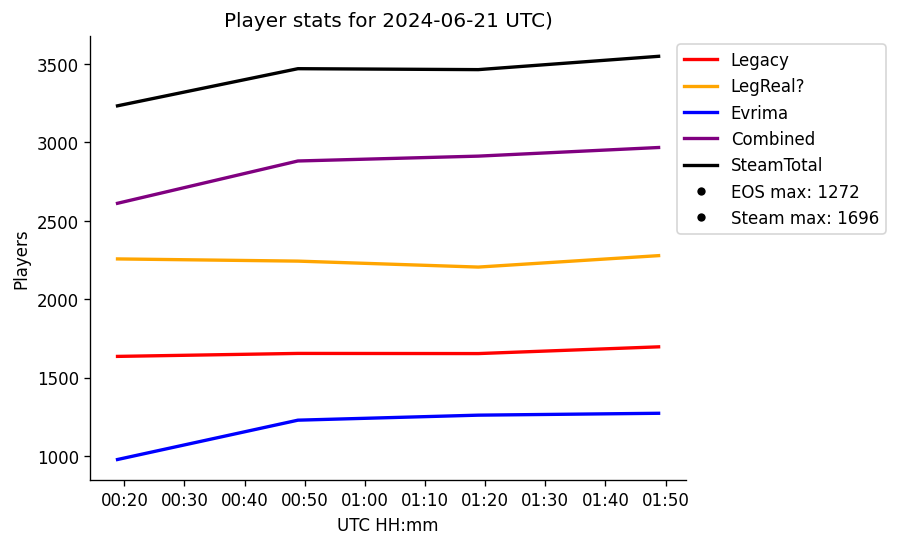 Player stats for 2024-06-21 UTC)
3500
3000
2500
2000
1500
1000
Players
00:20 00:30 00:40 00:50 01:00 01:10 01:20 01:30 01:40 01:50
UTC HH:mm
Legacy
LegReal?
Evrima
Combined
SteamTotal
EOS max: 1272
Steam max: 1696